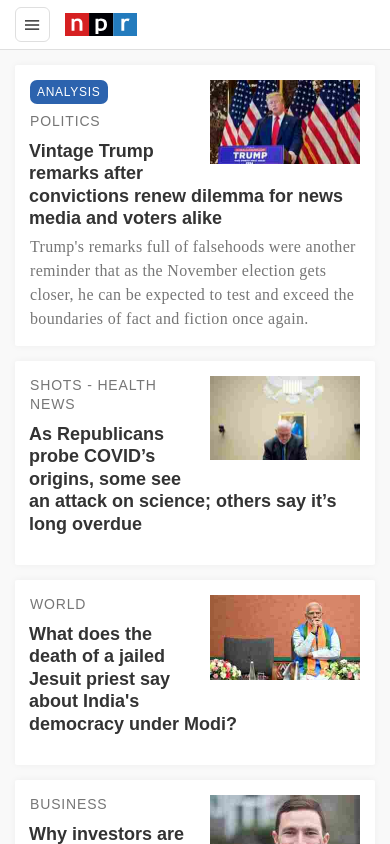 npr
ANALYSIS
POLITICS
Vintage Trump
remarks after
convictions renew dilemma for news
media and voters alike
Trump's remarks full of falsehoods were another
reminder that as the November election gets
closer, he can be expected to test and exceed the
boundaries of fact and fiction once again.
TRUMP
SHOTS - HEALTH
NEWS
As Republicans
probe COVID’s
origins, some see
an attack on science; others say it’s
long overdue
WORLD
What does the
death of a jailed
Jesuit priest say
about India's
democracy under Modi?
BUSINESS
Why investors are